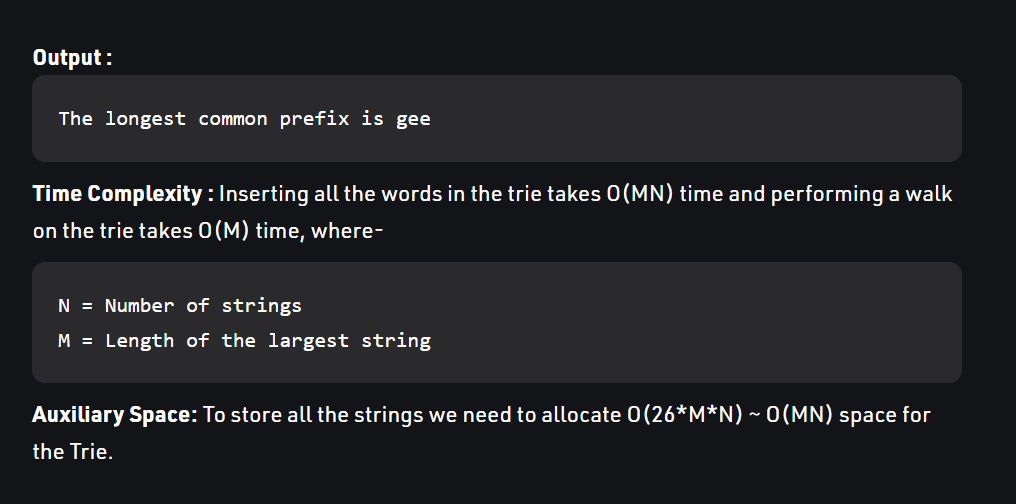 Output :
The longest common prefix is gee
Time Complexity : Inserting all the words in the trie takes O(MN) time and performing a walk
on the trie takes O(M) time, where-
N = Number of strings
M = Length of the largest string
Auxiliary Space: To store all the strings we need to allocate O(26*M*N) ~ O(MN) space for
the Trie.